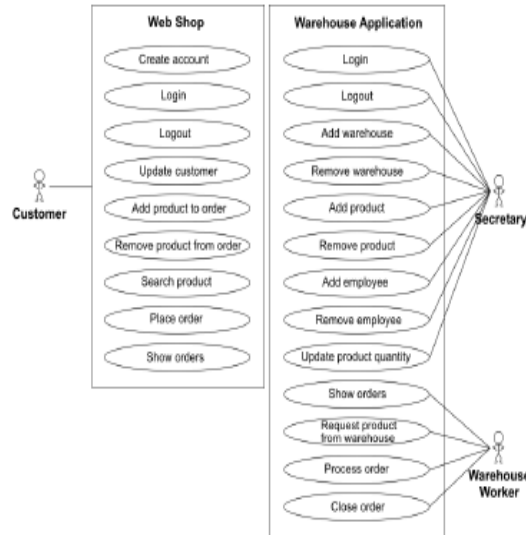 Web Shop
Create account
Login
Logout
Update customer
Add product to order
Remove product from order
Search product
Place order
Show orders
Customer
Warehouse Application
Login
Logout
Add warehouse
Remove warehouse
Add product
Remove product
Add employee
Remove employee
Update product quantity
Show orders
Request product
from warehouse
Process order
Close order
Secretary
Warehouse
Worker